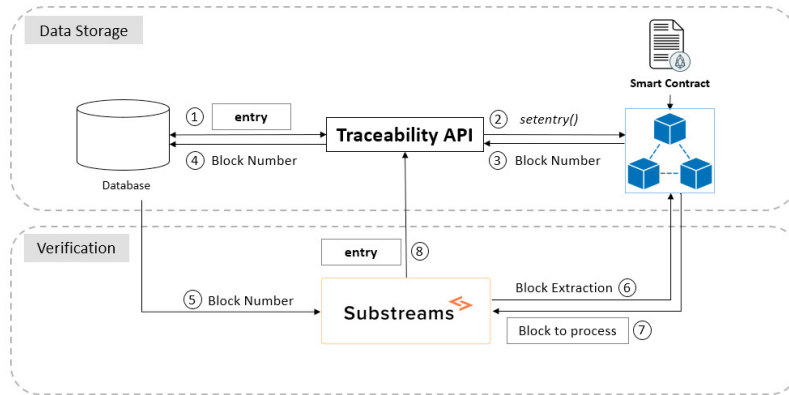 Data Storage
Smart Contract
① entry
Traceability API
② setentry()
④ Block Number
③ Block Number
Database
Verification
entry ⑧
⑤ Block Number
Substreams
Block Extraction ⑥
Block to process ⑦